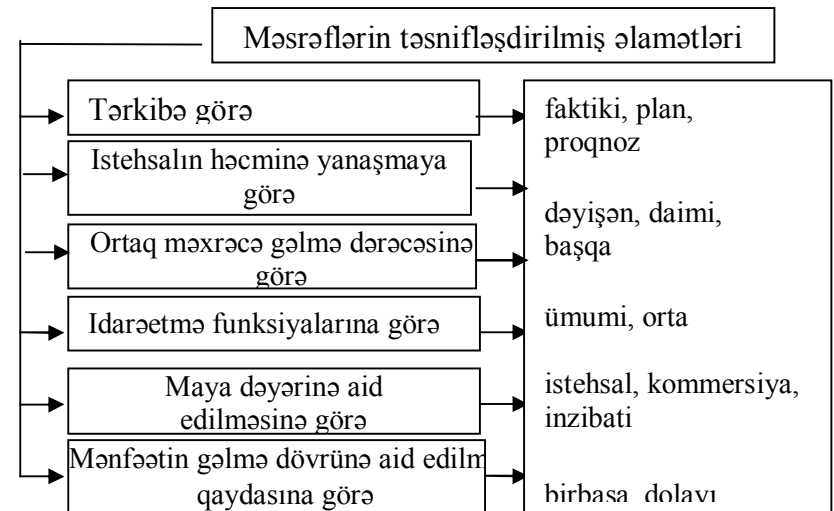 Məsrəflərin təsnifləşdirilmiş əlamətləri
Tərkibə görə
Istehsalın həcminə yanaşmaya
görə
Ortaq məxrəcə gəlmə dərəcəsinə
görə
Idarəetmə funksiyalarına görə
Maya dəyərinə aid
edilməsinə görə
Mənfəətin gəlmə dövrünə aid edilm
qaydasına görə
faktiki, plan,
proqnoz
dəyişən, daimi,
başqa
ümumi, orta
istehsal, kommersiya,
inzibati
birbaşa, dolayı